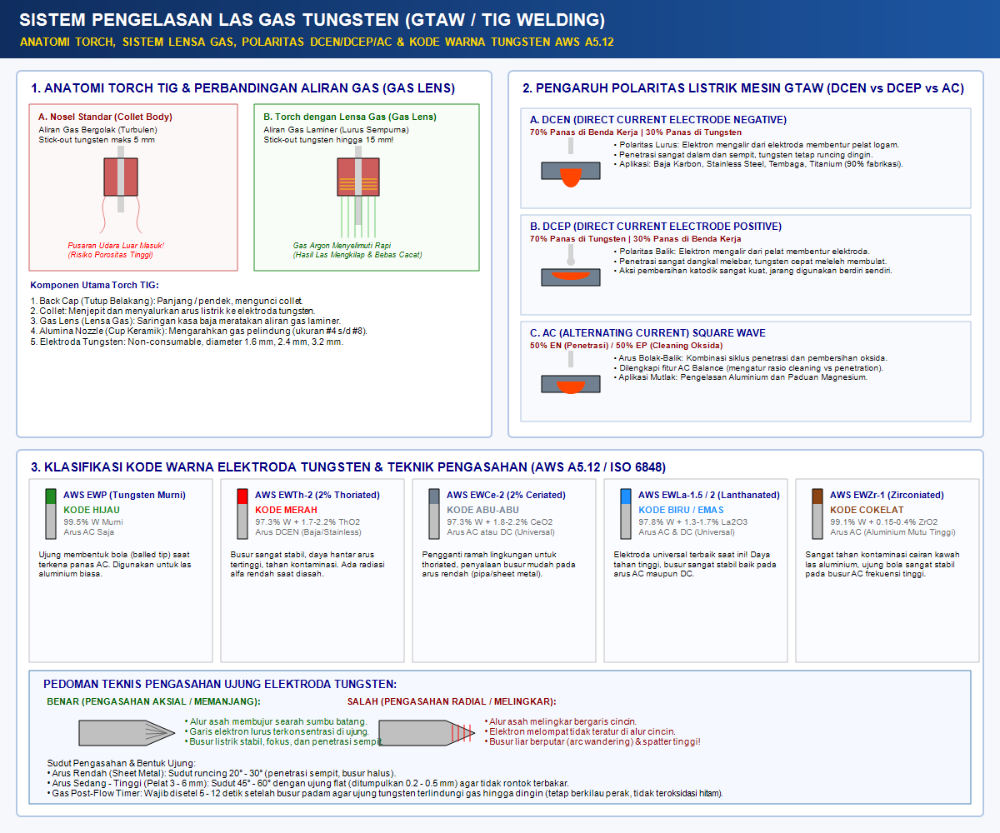 SISTEM PENGELASAN LAS GAS TUNGSTEN (GTAW / TIG WELDING)
ANATOMI TORCH, SISTEM LENSA GAS, POLARITAS DCEN/DCEP/AC & KODE WARNA TUNGSTEN AWS A5.12
1. ANATOMI TORCH TIG & PERBANDINGAN ALIRAN GAS (GAS LENS)
A. Nosel Standar (Collet Body)
Aliran Gas Bergolak (Turbulen)
Stick-out tungsten maks 5 mm
Pusaran Udara Luar Masuk!
(Risiko Porositas Tinggi)
B. Torch dengan Lensa Gas (Gas Lens)
Aliran Gas Laminer (Lurus Sempurna)
Stick-out tungsten hingga 15 mm!
Gas Argon Menyelimuti Rapi
(Hasil Las Mengkilap & Bebas Cacat)
Komponen Utama Torch TIG:
1. Back Cap (Tutup Belakang): Panjang / pendek, mengunci collet.
2. Collet: Menjepit dan menyalurkan arus listrik ke elektroda tungsten.
3. Gas Lens (Lensa Gas): Saringan kasa baja meratakan aliran gas laminer.
4. Alumina Nozzle (Cup Keramik): Mengarahkan gas pelindung (ukuran #4 s/d #8).
5. Elektroda Tungsten: Non-consumable, diameter 1.6 mm, 2.4 mm, 3.2 mm.
2. PENGARUH POLARITAS LISTRIK MESIN GTAW (DCEN vs DCEP vs AC)
A. DCEN (DIRECT CURRENT ELECTRODE NEGATIVE)
70% Panas di Benda Kerja | 30% Panas di Tungsten
• Polaritas Lurus: Elektron mengalir dari elektroda membentur pelat logam.
• Penetrasi sangat dalam dan sempit, tungsten tetap runcing dingin.
• Aplikasi: Baja Karbon, Stainless Steel, Tembaga, Titanium (90% fabrikasi).
B. DCEP (DIRECT CURRENT ELECTRODE POSITIVE)
70% Panas di Tungsten | 30% Panas di Benda Kerja
• Polaritas Balik: Elektron mengalir dari pelat membentur elektroda.
• Penetrasi sangat dangkal melebar, tungsten cepat meleleh membulat.
• Aksi pembersihan katodik sangat kuat, jarang digunakan berdiri sendiri.
C. AC (ALTERNATING CURRENT) SQUARE WAVE
50% EN (Penetrasi) / 50% EP (Cleaning Oksida)
• Arus Bolak-Balik: Kombinasi siklus penetrasi dan pembersihan oksida.
• Dilengkapi fitur AC Balance (mengatur rasio cleaning vs penetration).
• Aplikasi Mutlak: Pengelasan Aluminium dan Paduan Magnesium.
3. KLASIFIKASI KODE WARNA ELEKTRODA TUNGSTEN & TEKNIK PENGASAHAN (AWS A5.12 / ISO 6848)
AWS EWP (Tungsten Murni)
KODE HIJAU
99.5% W Murni
Arus AC Saja
Ujung membentuk bola (balled tip) saat
terkena panas AC. Digunakan untuk las
aluminium biasa.
AWS EWTh-2 (2% Thoriated)
KODE MERAH
97.3% W + 1.7-2.2% ThO2
Arus DCEN (Baja/Stainless)
Busur sangat stabil, daya hantar arus
tertinggi, tahan kontaminasi. Ada radiasi
alfa rendah saat diasah.
AWS EWCe-2 (2% Ceriated)
KODE ABU-ABU
97.3% W + 1.8-2.2% CeO2
Arus AC atau DC (Universal)
Pengganti ramah lingkungan untuk
thoriated, penyalaan busur mudah pada
arus rendah (pipa/sheet metal).
AWS EWLa-1.5 / 2 (Lanthanated)
KODE BIRU / EMAS
97.8% W + 1.3-1.7% La2O3
Arus AC & DC (Universal)
Elektroda universal terbaik saat ini! Daya
tahan tinggi, busur sangat stabil baik pada
arus AC maupun DC.
AWS EWZr-1 (Zirconiated)
KODE COKELAT
99.1% W + 0.15-0.4% ZrO2
Arus AC (Aluminium Mutu Tinggi)
Sangat tahan kontaminasi cairan kawah
las aluminium, ujung bola sangat stabil
pada busur AC frekuensi tinggi.
PEDOMAN TEKNIS PENGASAHAN UJUNG ELEKTRODA TUNGSTEN:
BENAR (PENGASAHAN AKSIAL / MEMANJANG):
• Alur asah membujur searah sumbu batang.
• Garis elektron lurus terkonsentrasi di ujung.
• Busur listrik stabil, fokus, dan penetrasi sempit.
SALAH (PENGASAHAN RADIAL / MELINGKAR):
• Alur asah melingkar bergaris cincin.
• Elektron melompat tidak teratur di alur cincin.
• Busur liar berputar (arc wandering) & spatter tinggi!
Sudut Pengasahan & Bentuk Ujung:
• Arus Rendah (Sheet Metal): Sudut runcing 20° - 30° (penetrasi sempit, busur halus).
• Arus Sedang - Tinggi (Pelat 3 - 6 mm): Sudut 45° - 60° dengan ujung flat (ditumpulkan 0.2 - 0.5 mm) agar tidak rontok terbakar.
• Gas Post-Flow Timer: Wajib disetel 5 - 12 detik setelah busur padam agar ujung tungsten terlindungi gas hingga dingin (tetap berkilau perak, tidak teroksidasi hitam).